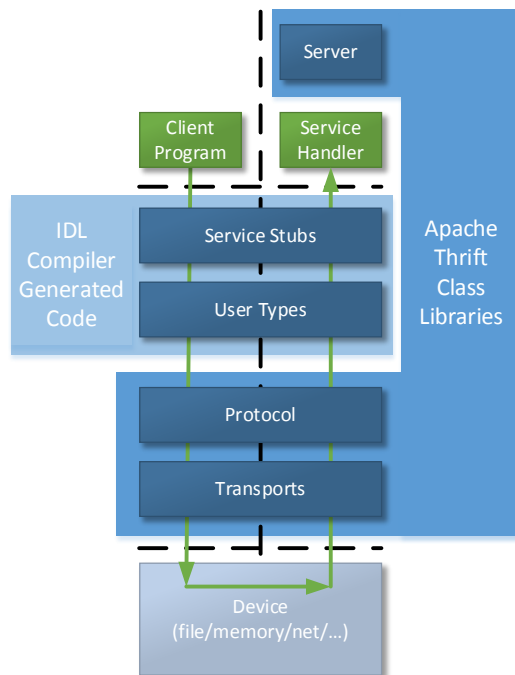 Server
Client
Program
Service
Handler
IDL
Compiler
Generated
Code
Service Stubs
User Types
Apache
Thrift
Class
Libraries
Protocol
Transports
Device
(file/memory/net/...)